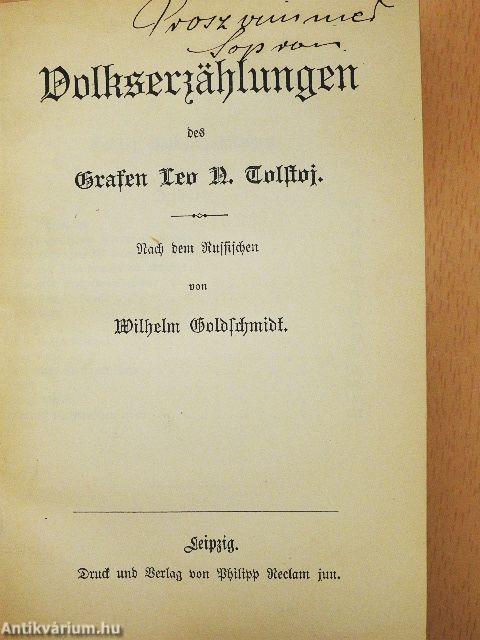 Sopron
Volkserzählungen
des
Grafen Leo N. Tolstoj.
Nach dem Russischen
von
Wilhelm Goldschmidt.
Leipzig.
Druck und Verlag von Philipp Reclam jun.
Antikvárium.hu